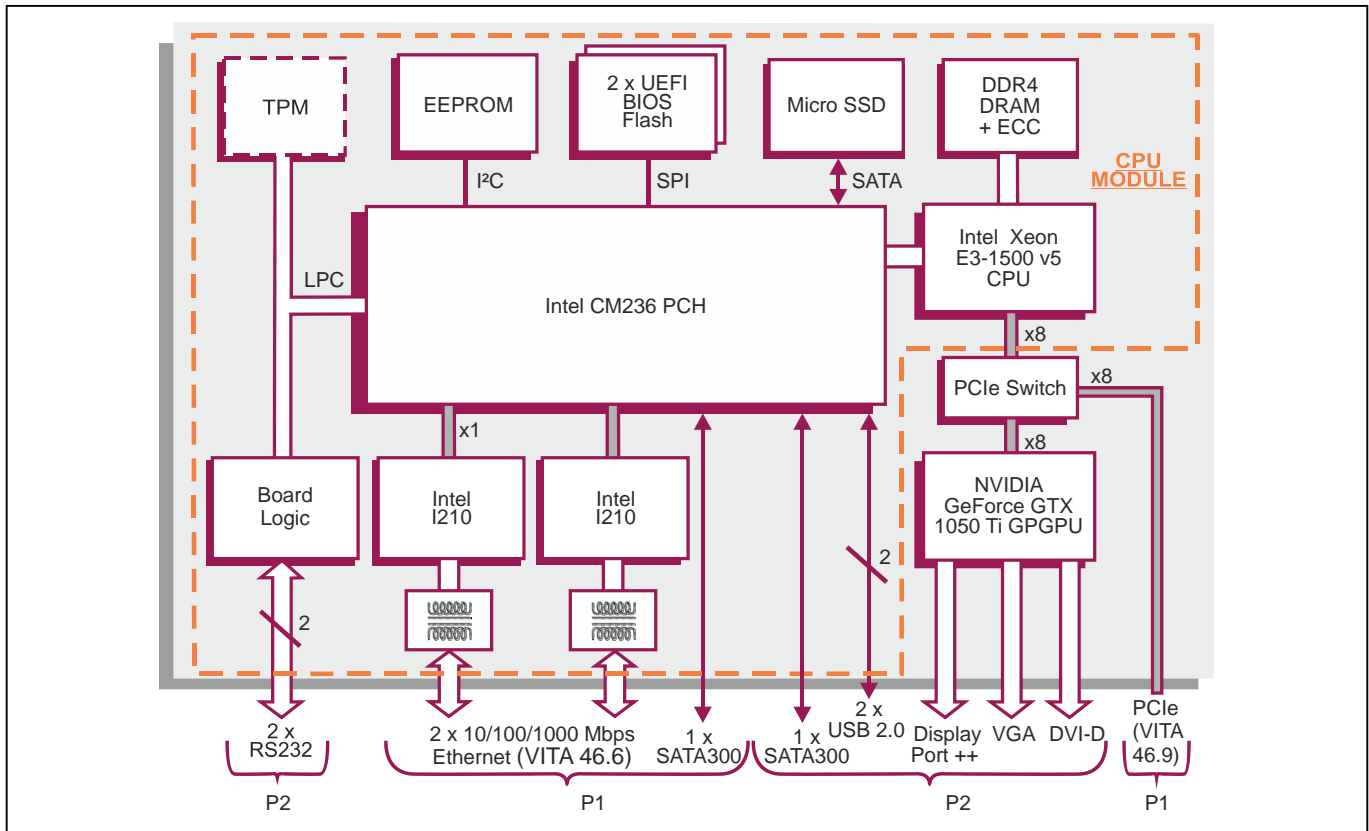 TPM
EEPROM
2 x UEFI
BIOS
Flash
Micro SSD
DDR4
DRAM
+ ECC
CPU
MODULE
I²C
SPI
SATA
LPC
Intel CM236 PCH
Intel Xeon
E3-1500 v5
CPU
x8
PCIe Switch
x8
x1
x8
Board
Logic
Intel
I210
Intel
I210
NVIDIA
GeForce GTX
1050 Ti GPGPU
2
2
2 x
RS232
2 x 10/100/1000 Mbps
Ethernet (VITA 46.6)
1 x
SATA300
1 x
SATA300
2 x
USB 2.0
Display
Port ++
VGA
DVI-D
PCIe
(VITA
46.9)
P2
P1
P2
P1